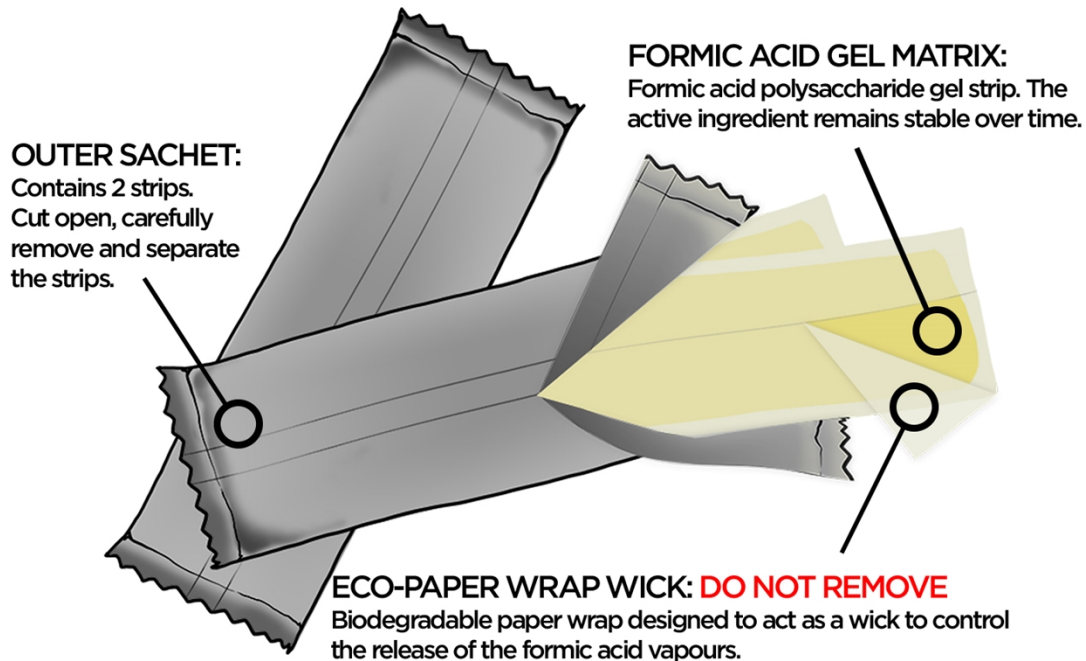 FORMIC ACID GEL MATRIX:
Formic acid polysaccharide gel strip. The
active ingredient remains stable over time.
OUTER SACHET:
Contains 2 strips.
Cut open, carefully
remove and separate
the strips.
ECO-PAPER WRAP WICK: DO NOT REMOVE
Biodegradable paper wrap designed to act as a wick to control
the release of the formic acid vapours.